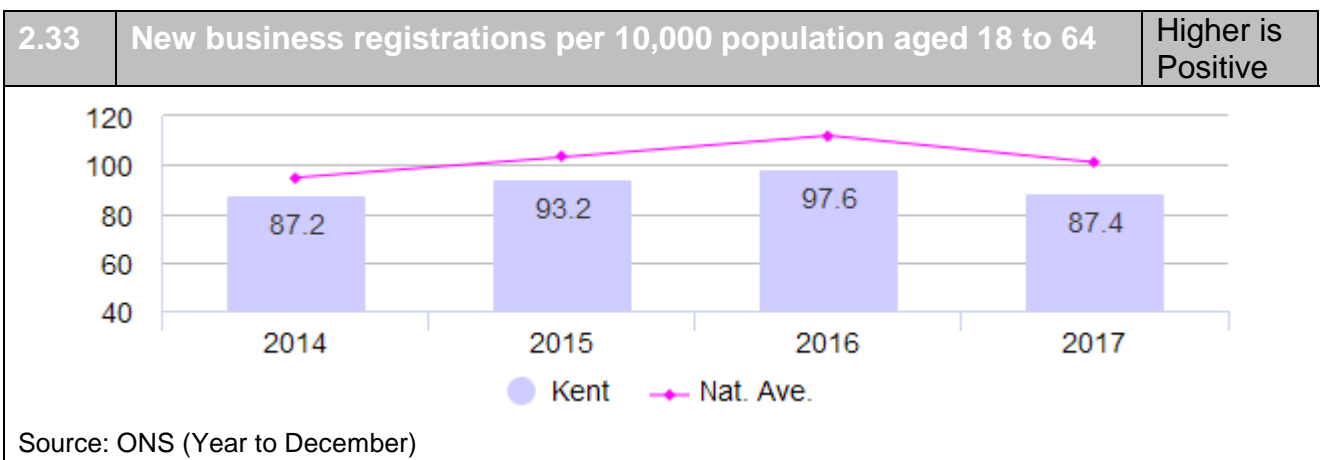 2.33 New business registrations per 10,000 population aged 18 to 64 Higher is
Positive
120
100
80
60
40
87.2 93.2 97.6 87.4
2014 2015 2016 2017
Kent Nat. Ave.
Source: ONS (Year to December)